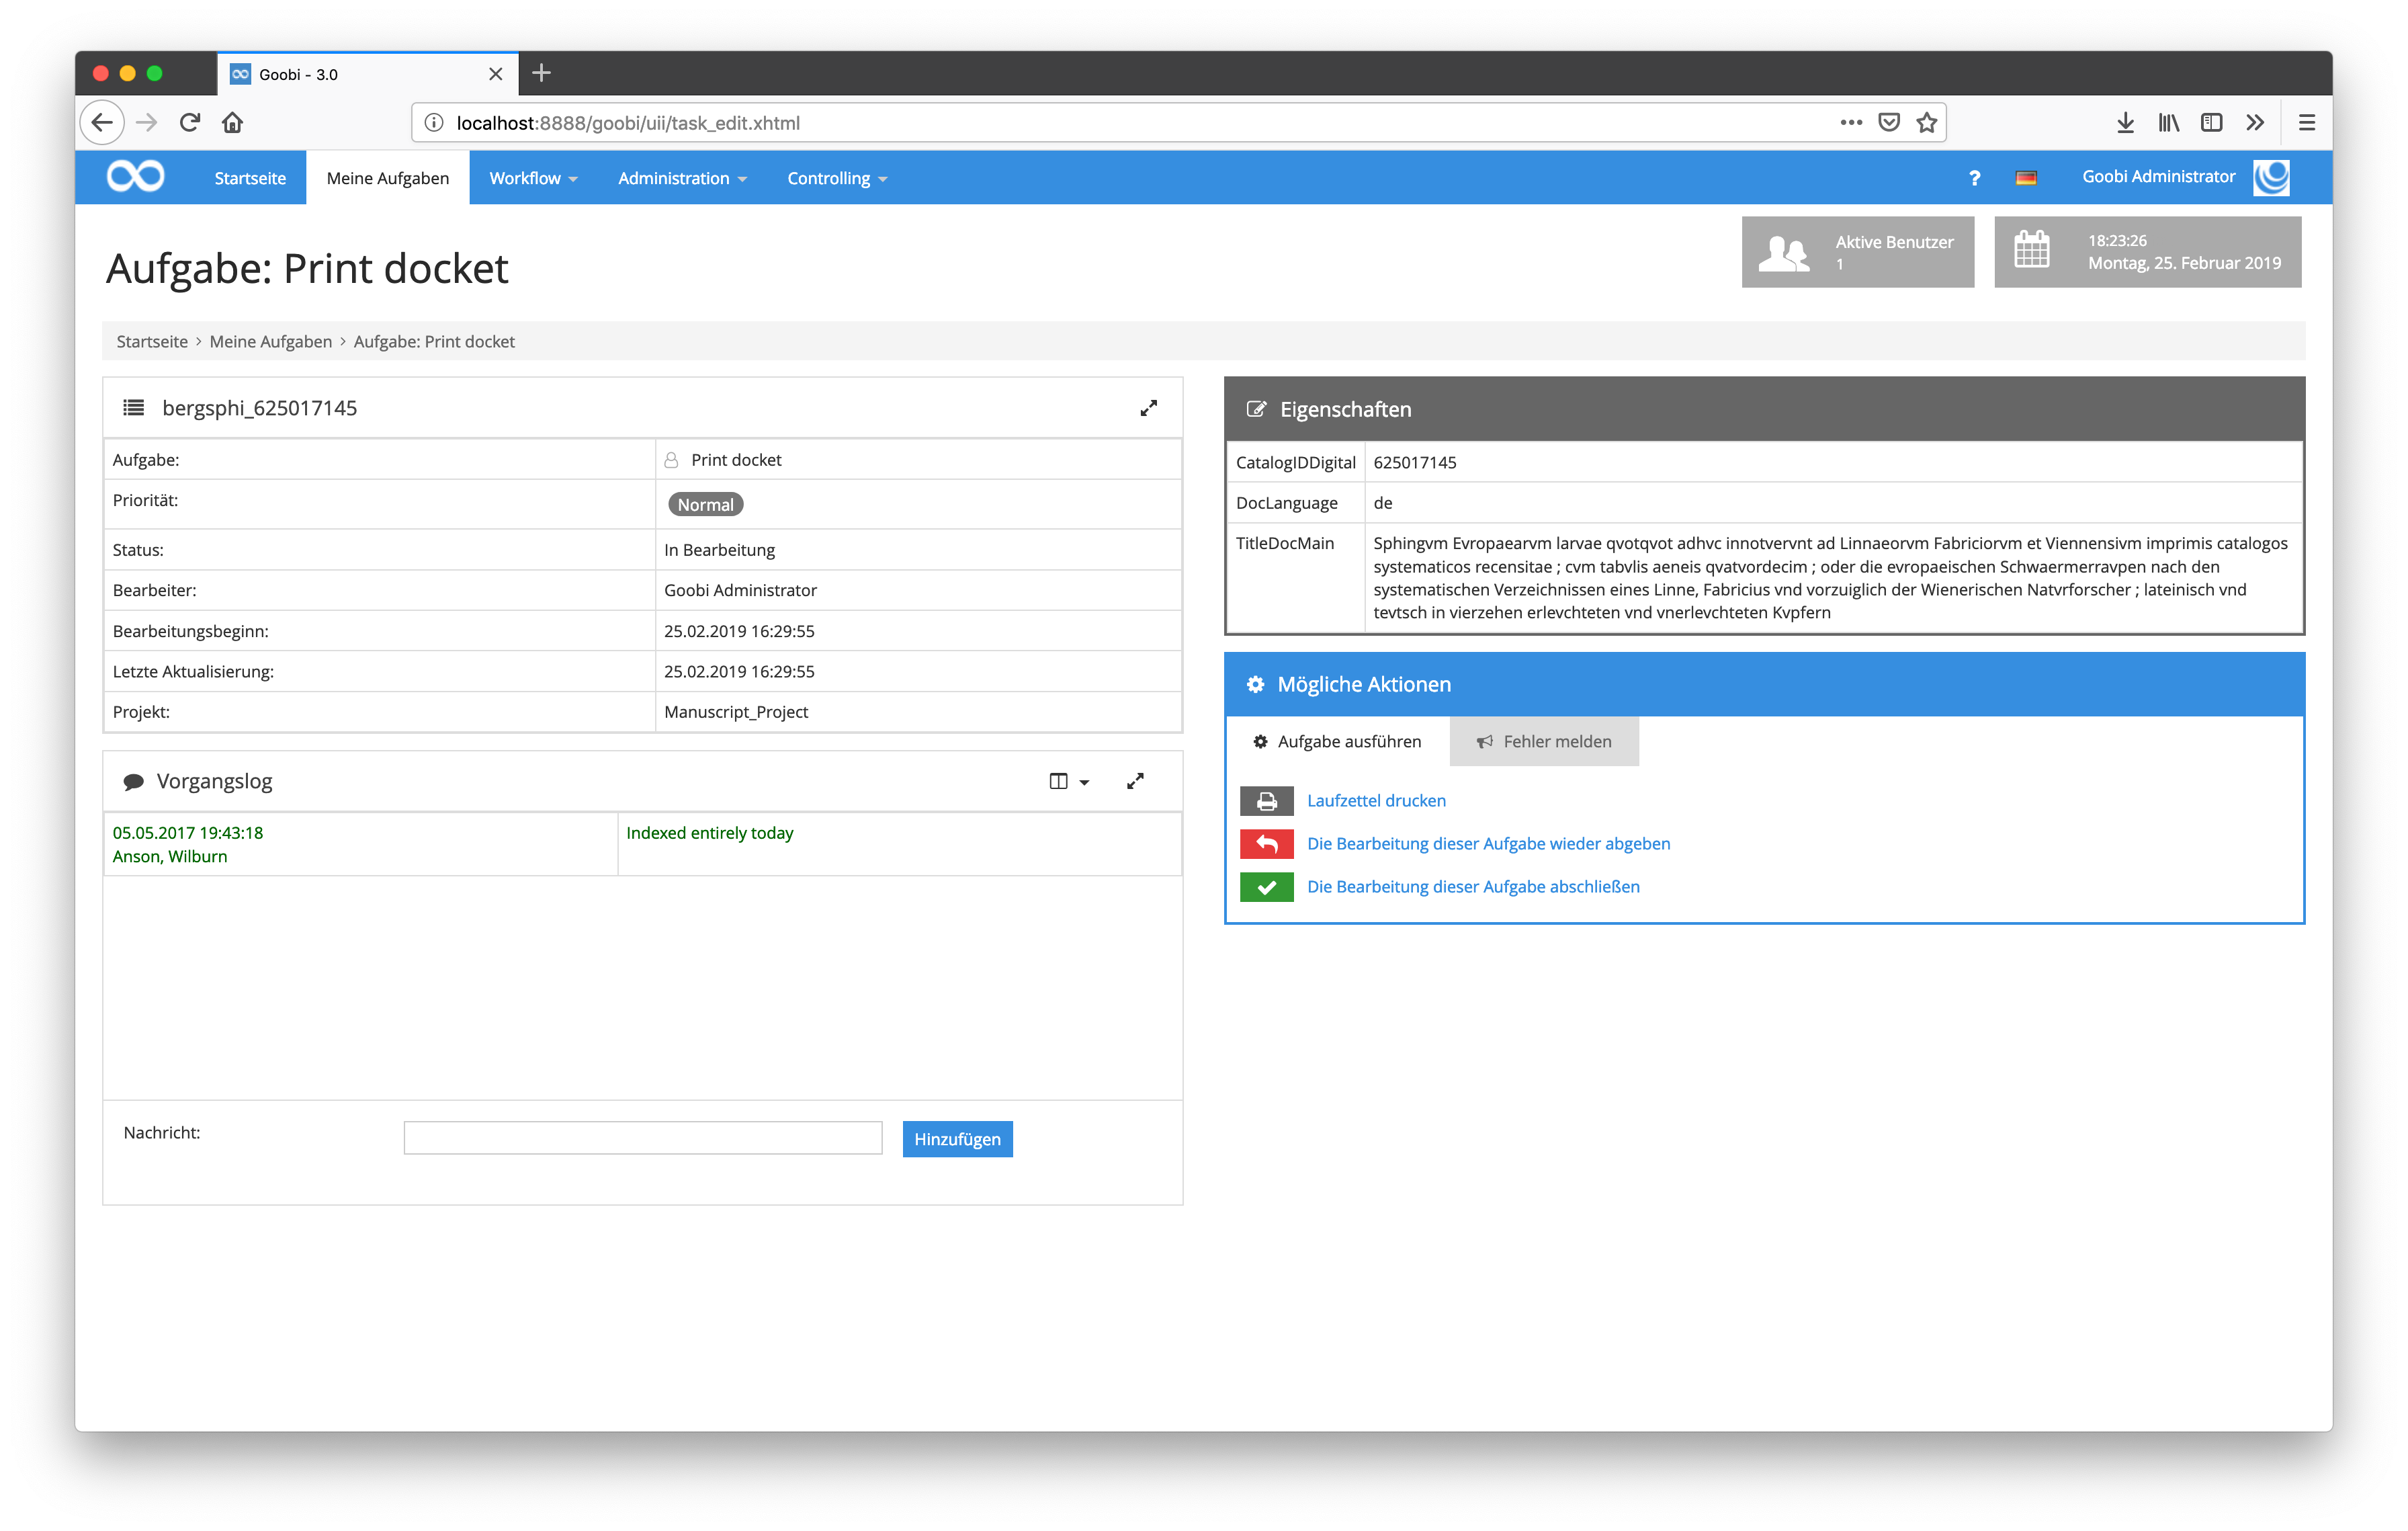 Goobi - 3.0
localhost:8888/goobi/uii/task_edit.xhtml
Startseite
Meine Aufgaben
Workflow
Administration
Controlling
?
Goobi Administrator
Aufgabe: Print docket
Aktive Benutzer
1
18:23:26
Montag, 25. Februar 2019
Startseite > Meine Aufgaben > Aufgabe: Print docket
bergsphi_625017145
Aufgabe: Print docket
Priorität: Normal
Status: In Bearbeitung
Bearbeiter: Goobi Administrator
Bearbeitungsbeginn: 25.02.2019 16:29:55
Letzte Aktualisierung: 25.02.2019 16:29:55
Projekt: Manuscript_Project
Vorgangslog
05.05.2017 19:43:18 Indexed entirely today
Anson, Wilburn
Nachricht:
Hinzufügen
Eigenschaften
CatalogIDDigital 625017145
DocLanguage de
TitleDocMain Sphingvm Evropaearvm larvae qvotqvot adhvc innotvervnt ad Linnaeorvm Fabriciorvm et Viennensivm imprimis catalogos
systematicos recensitae ; cvm tabvlis aeneis qvatvordecim ; oder die evropaeischen Schwaermerravpen nach den
systematischen Verzeichnissen eines Linne, Fabricius vnd vorzuiglich der Wienerischen Natvrforscher ; lateinisch vnd
tevtsch in vierzehen erlevchteten vnd vnerlevchteten Kvpfern
Mögliche Aktionen
Aufgabe ausführen
Fehler melden
Laufzettel drucken
Die Bearbeitung dieser Aufgabe wieder abgeben
Die Bearbeitung dieser Aufgabe abschließen